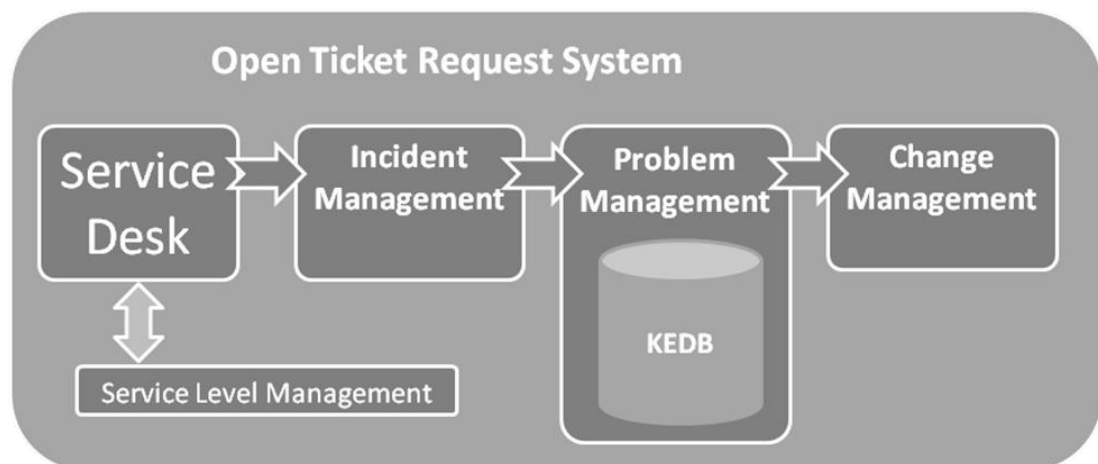 Open Ticket Request System
Service
Desk
Incident
Management
Problem
Management
KEDB
Change
Management
Service Level Management